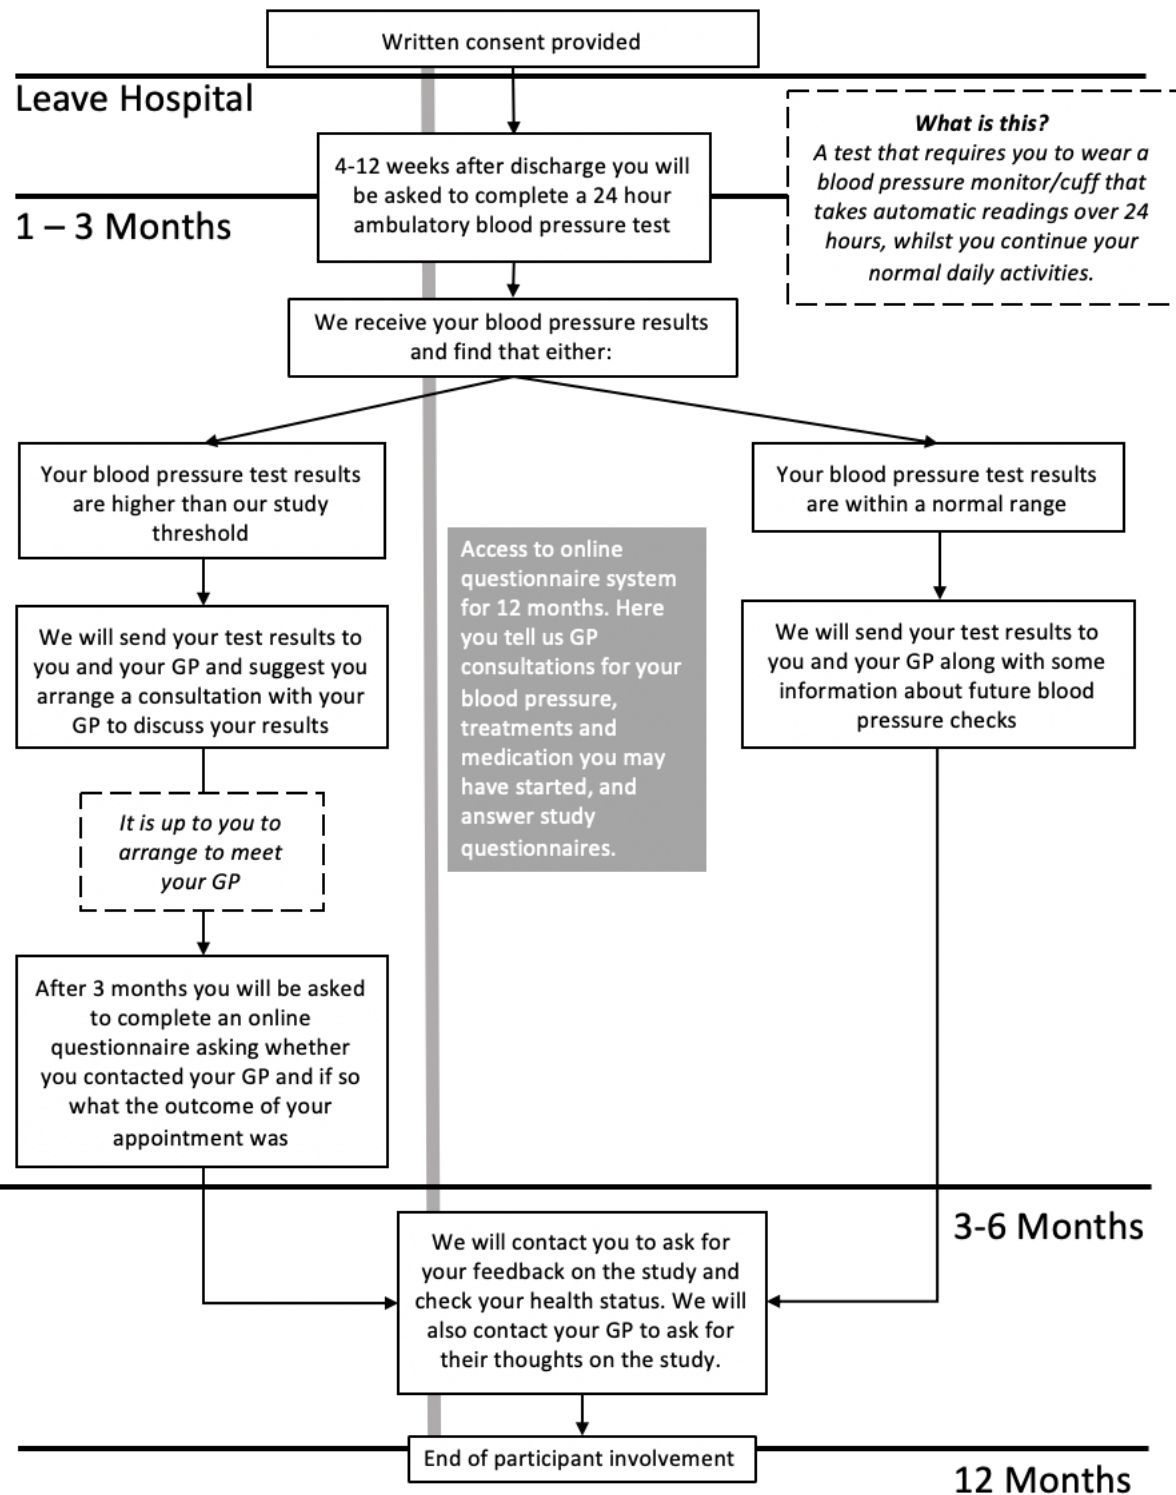 Written consent provided
Leave Hospital
What is this?
A test that requires you to wear a
blood pressure monitor/cuff that
takes automatic readings over 24
hours, whilst you continue your
normal daily activities.
4-12 weeks after discharge you will
be asked to complete a 24 hour
ambulatory blood pressure test
1 – 3 Months
We receive your blood pressure results
and find that either:
Your blood pressure test results
are higher than our study
threshold
Your blood pressure test results
are within a normal range
Access to online
questionnaire system
for 12 months. Here
you tell us GP
consultations for your
blood pressure,
treatments and
medication you may
have started, and
answer study
questionnaires.
We will send your test results to
you and your GP and suggest you
arrange a consultation with your
GP to discuss your results
We will send your test results to
you and your GP along with some
information about future blood
pressure checks
It is up to you to
arrange to meet
your GP
After 3 months you will be asked
to complete an online
questionnaire asking whether
you contacted your GP and if so
what the outcome of your
appointment was
3-6 Months
We will contact you to ask for
your feedback on the study and
check your health status. We will
also contact your GP to ask for
their thoughts on the study.
End of participant involvement
12 Months